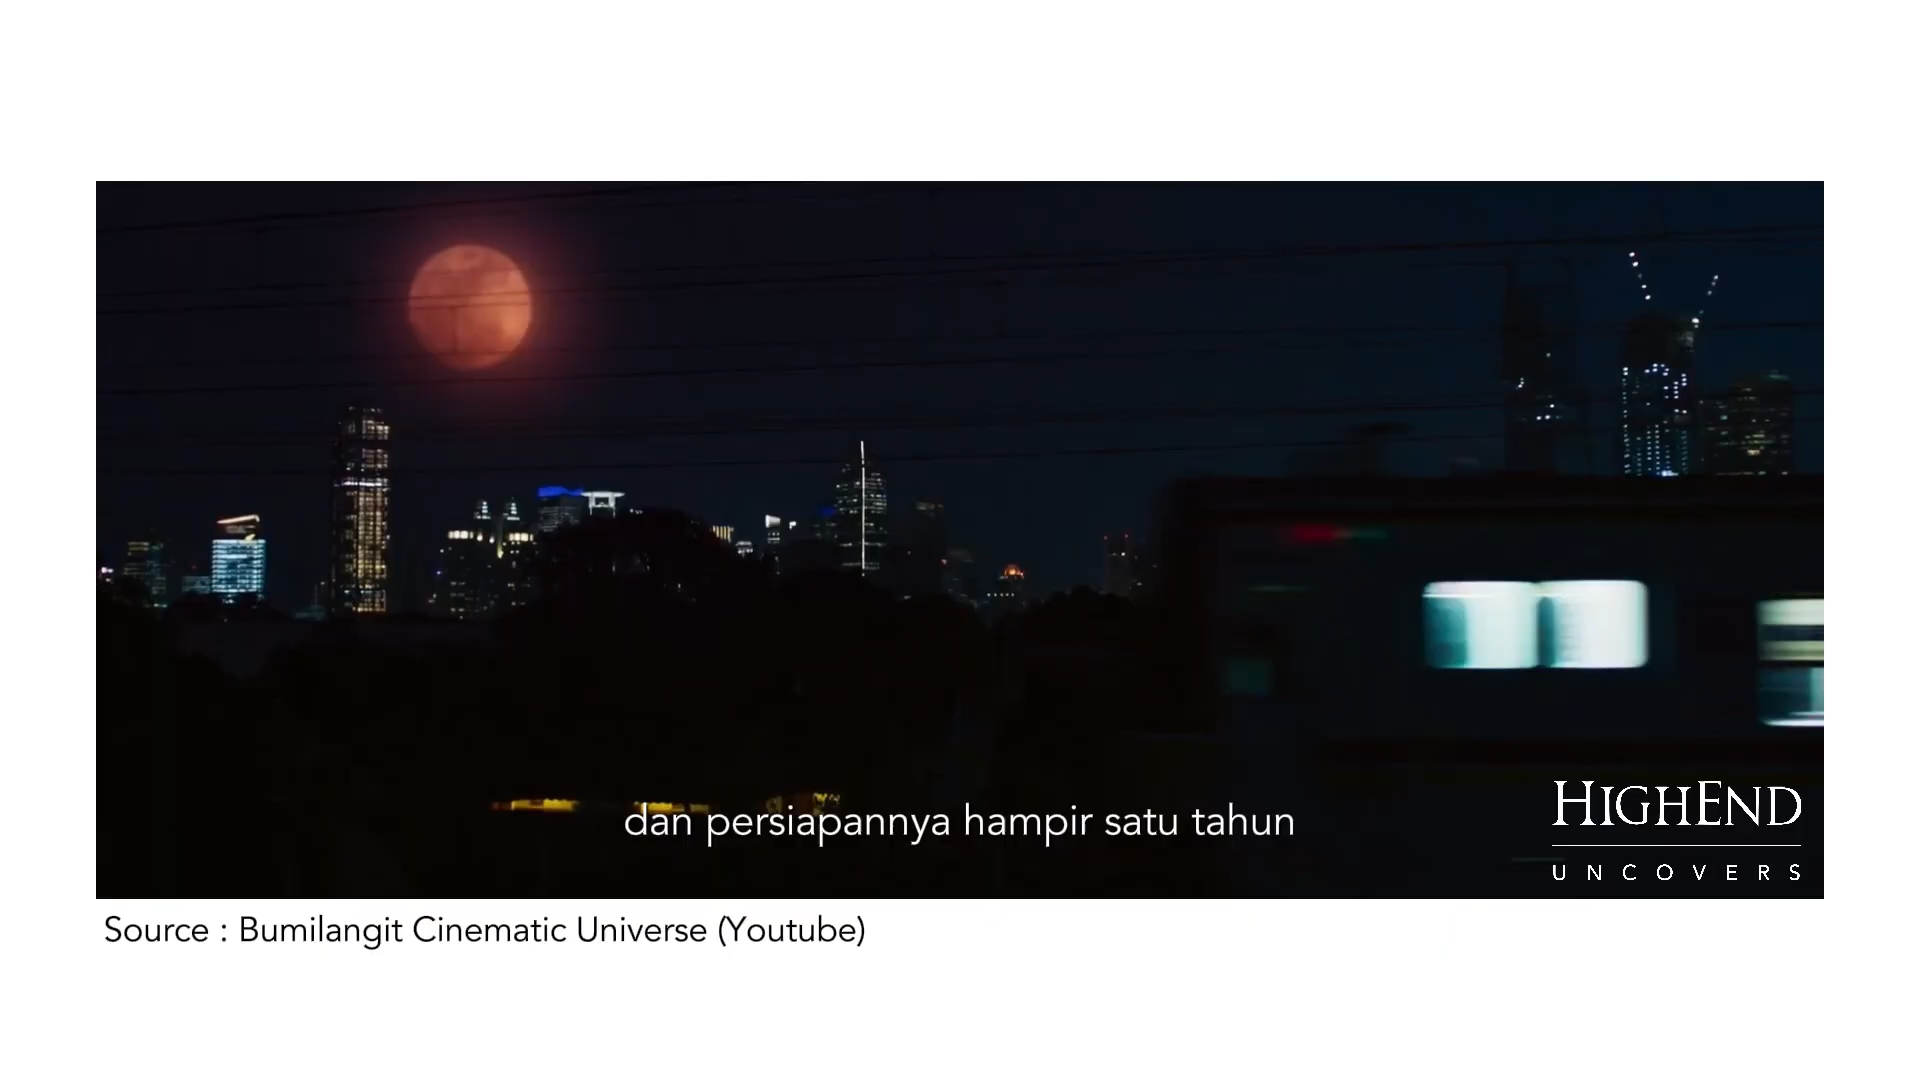 dan persiapannya hampir satu tahun
HIGHEND
UNCOVERS
Source : Bumilangit Cinematic Universe (Youtube)